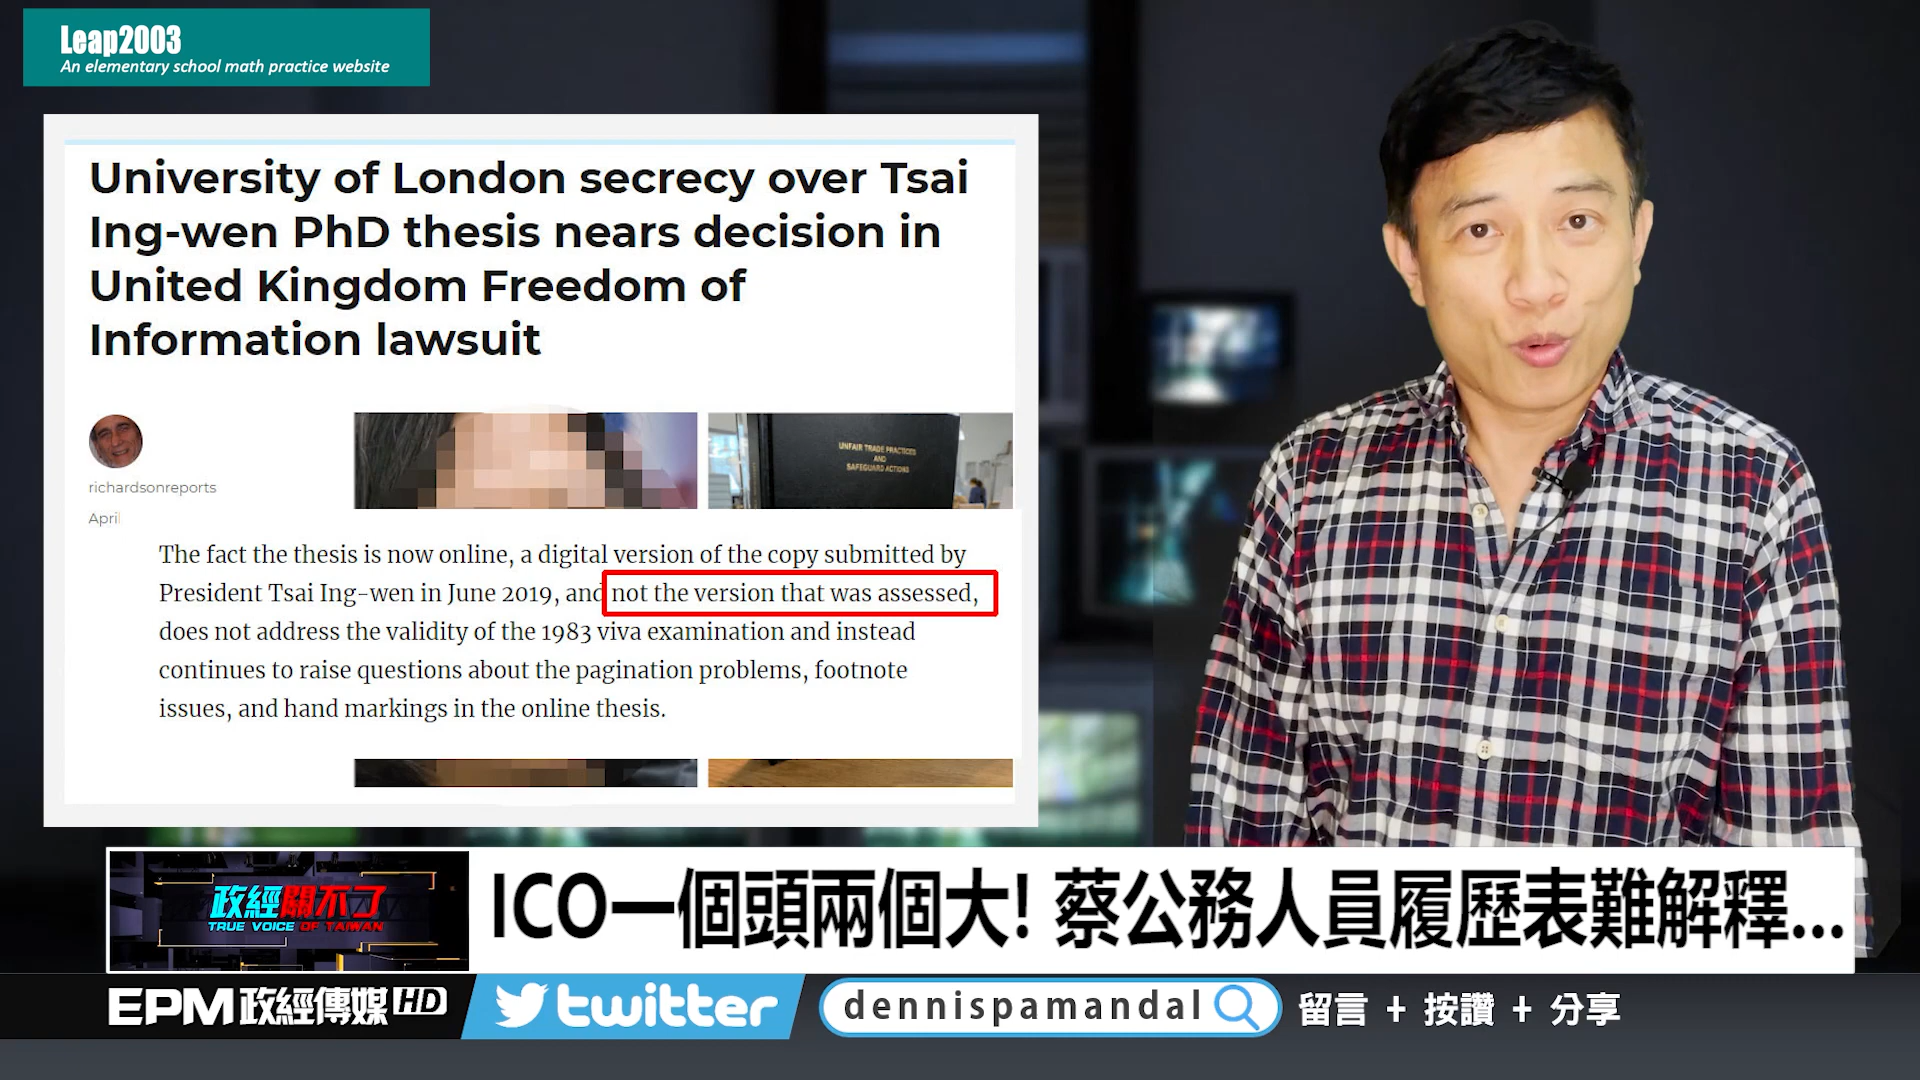 Leap2003
An elementary school math practice website
University of London secrecy over Tsai
Ing-wen PhD thesis nears decision in
United Kingdom Freedom of
Information lawsuit
richardsonreports
April
UNFAIR TRADE PRACTICES
AND
SAFEGUARD ACTIONS
The fact the thesis is now online, a digital version of the copy submitted by
President Tsai Ing-wen in June 2019, and not the version that was assessed,
does not address the validity of the 1983 viva examination and instead
continues to raise questions about the pagination problems, footnote
issues, and hand markings in the online thesis.
政經關不了
TRUE VOICE OF TAIWAN
ICO一個頭兩個大! 蔡公務人員履歷表難解釋...
EPM政經傳媒HD
twitter
dennispamandal
留言 + 按讚 + 分享